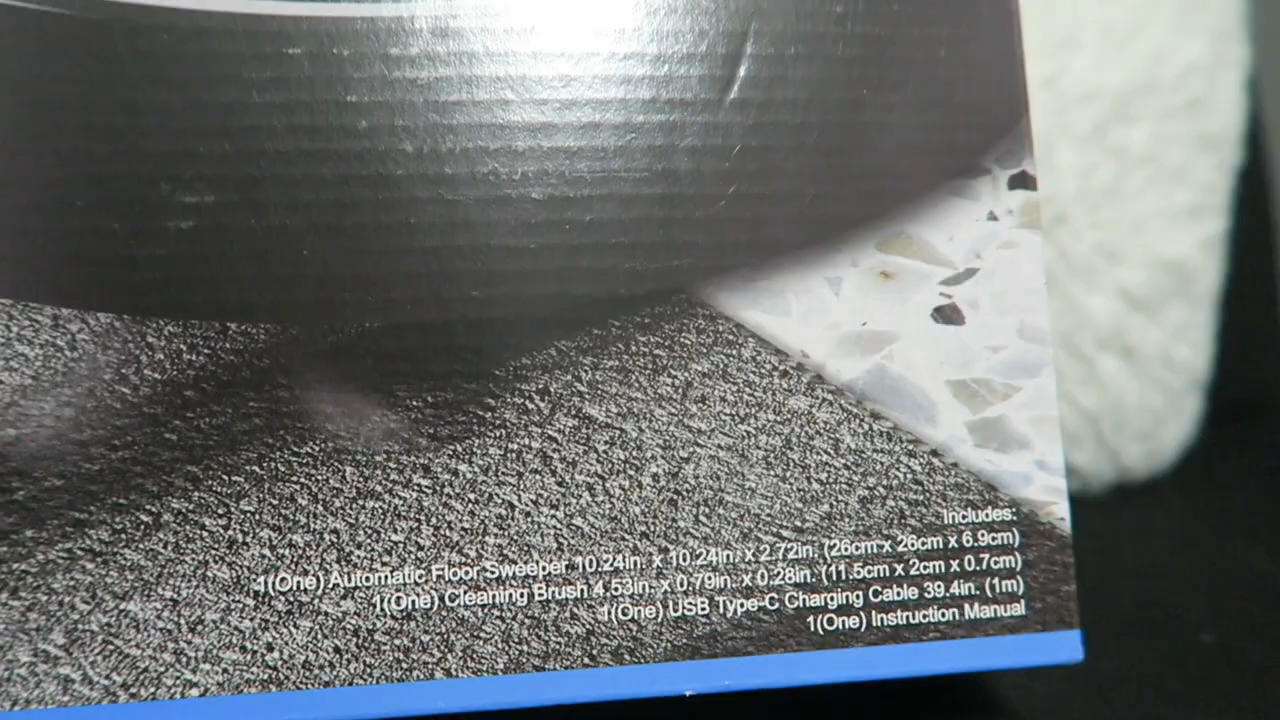 Includes:
1(One) Automatic Floor Sweeper 10.24in. x 10.24in. x 2.72in. (26cm x 26cm x 6.9cm)
1(One) Cleaning Brush 4.53in. x 0.79in. x 0.28in. (11.5cm x 2cm x 0.7cm)
1(One) USB Type-C Charging Cable 39.4in. (1m)
1(One) Instruction Manual